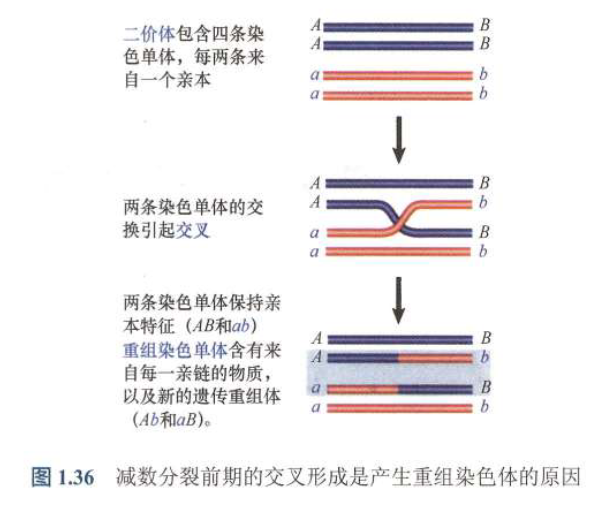 二价体包含四条染
色单体，每两条来
自一个亲本
A B
A B
a b
a b
两条染色单体的交
换引起交叉
A B
A b
a B
a b
两条染色单体保持亲
本特征（AB和ab）
重组染色单体含有来
自每一亲链的物质，
以及新的遗传重组体
（Ab和aB）。
A B
A b
a B
a b
图 1.36 减数分裂前期的交叉形成是产生重组染色体的原因